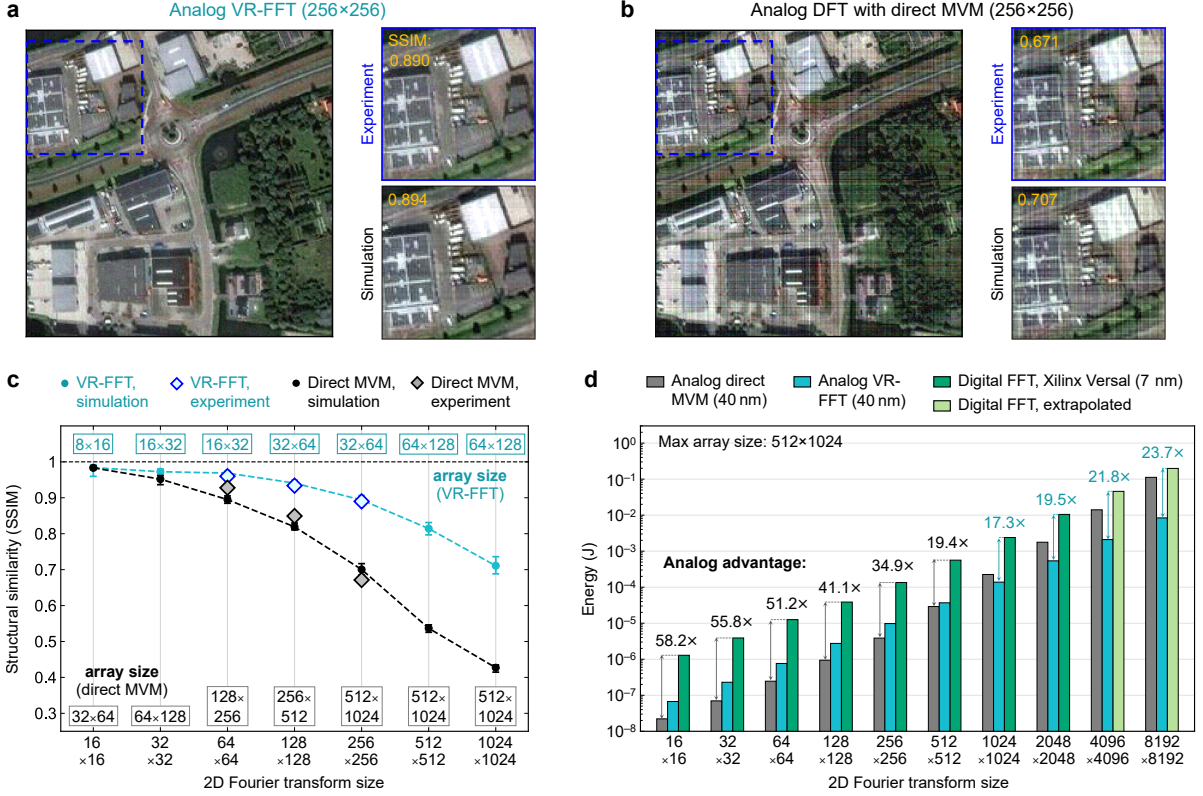 a
Analog VR-FFT (256×256)
SSIM:
0.890
Experiment
0.894
Simulation
b
Analog DFT with direct MVM (256×256)
0.671
Experiment
0.707
Simulation
c
VR-FFT,
simulation
VR-FFT,
experiment
Direct MVM,
simulation
Direct MVM,
experiment
8×16
16×32
16×32
32×64
32×64
64×128
64×128
array size
(VR-FFT)
Structural similarity (SSIM)
1
0.9
0.8
0.7
0.6
0.5
0.4
0.3
array size
(direct MVM)
32×64
64×128
128×
256
256×
512
512×
1024
512×
1024
512×
1024
16
×16
32
×32
64
×64
128
×128
256
×256
512
×512
1024
×1024
2D Fourier transform size
d
Analog direct
MVM (40 nm)
Analog VR-
FFT (40 nm)
Digital FFT, Xilinx Versal (7 nm)
Digital FFT, extrapolated
Max array size: 512×1024
Analog advantage:
Energy (J)
10⁰
10⁻¹
10⁻²
10⁻³
10⁻⁴
10⁻⁵
10⁻⁶
10⁻⁷
10⁻⁸
58.2×
55.8×
51.2×
41.1×
34.9×
19.4×
17.3×
19.5×
21.8×
23.7×
16
×16
32
×32
64
×64
128
×128
256
×256
512
×512
1024
×1024
2048
×2048
4096
×4096
8192
×8192
2D Fourier transform size